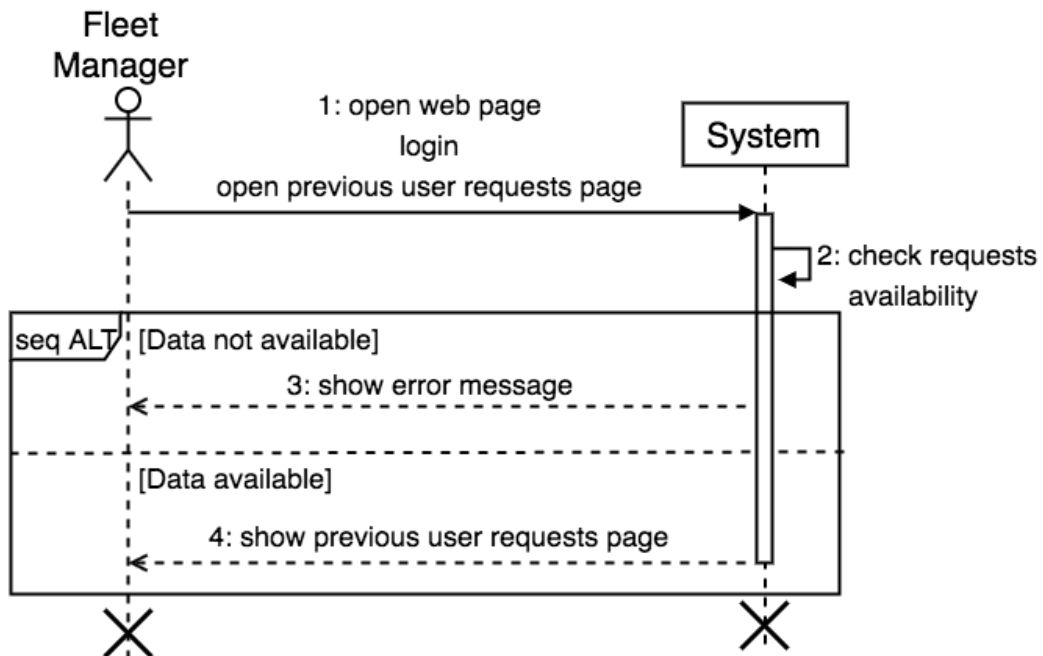 Fleet
Manager
1: open web page
login
open previous user requests page
System
2: check requests
availability
seq ALT
[Data not available]
3: show error message
[Data available]
4: show previous user requests page